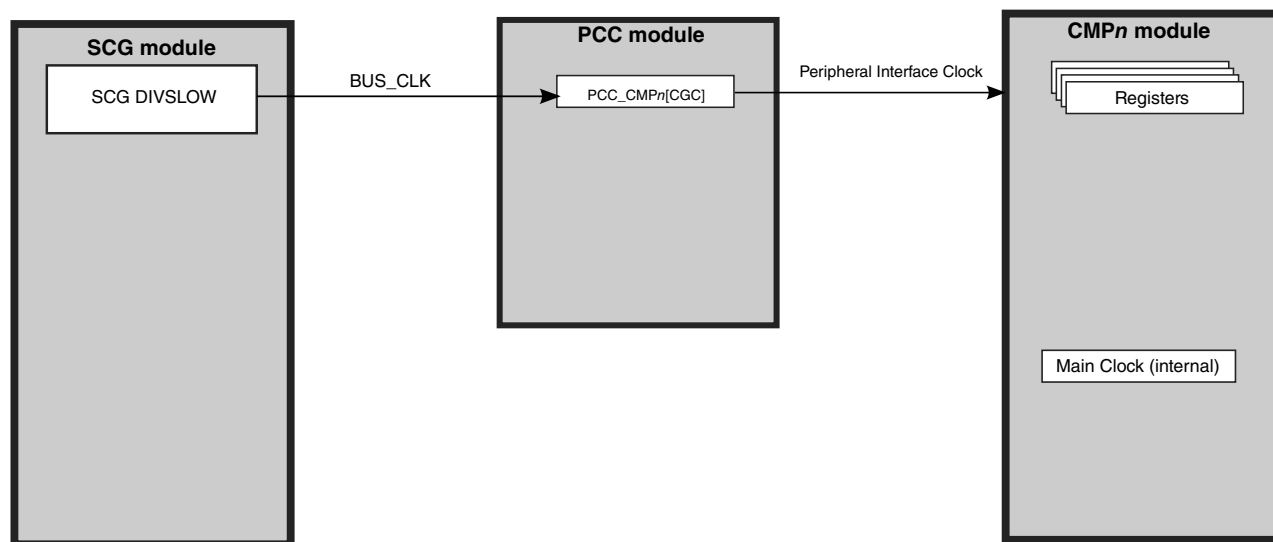 SCG module
SCG DIVSLOW
BUS_CLK
PCC module
PCC_CMPn[CGC]
Peripheral Interface Clock
CMPn module
Registers
Main Clock (internal)